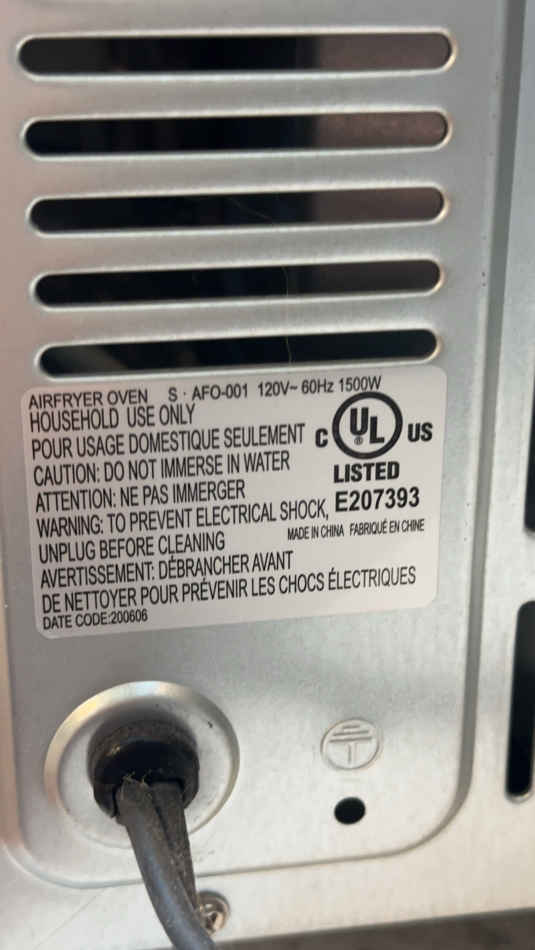 AIRFRYER OVEN S · AFO-001 120V~ 60Hz 1500W
HOUSEHOLD USE ONLY
POUR USAGE DOMESTIQUE SEULEMENT
CAUTION: DO NOT IMMERSE IN WATER
ATTENTION: NE PAS IMMERGER
WARNING: TO PREVENT ELECTRICAL SHOCK,
UNPLUG BEFORE CLEANING
AVERTISSEMENT: DÉBRANCHER AVANT
DE NETTOYER POUR PRÉVENIR LES CHOCS ÉLECTRIQUES
DATE CODE:200606
C UL ® US
LISTED
E207393
MADE IN CHINA FABRIQUÉ EN CHINE